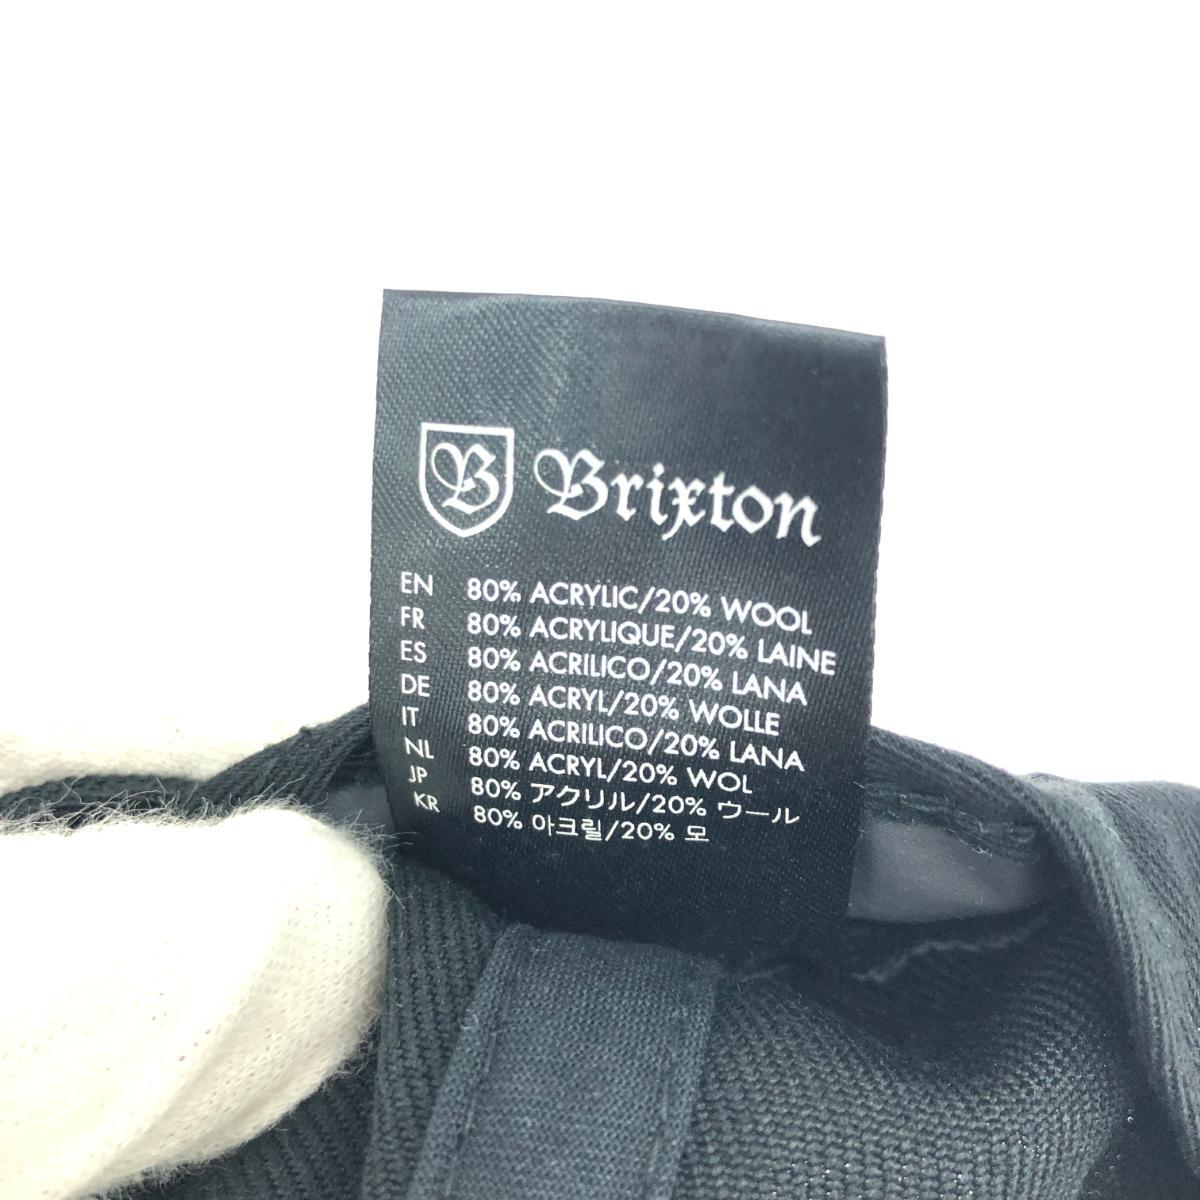 B Brixton
EN 80% ACRYLIC/20% WOOL
FR 80% ACRYLIQUE/20% LAINE
ES 80% ACRILICO/20% LANA
DE 80% ACRYL/20% WOLLE
IT 80% ACRILICO/20% LANA
NL 80% ACRYL/20% WOL
JP 80% アクリル/20% ウール
KR 80% 아크릴/20% 모